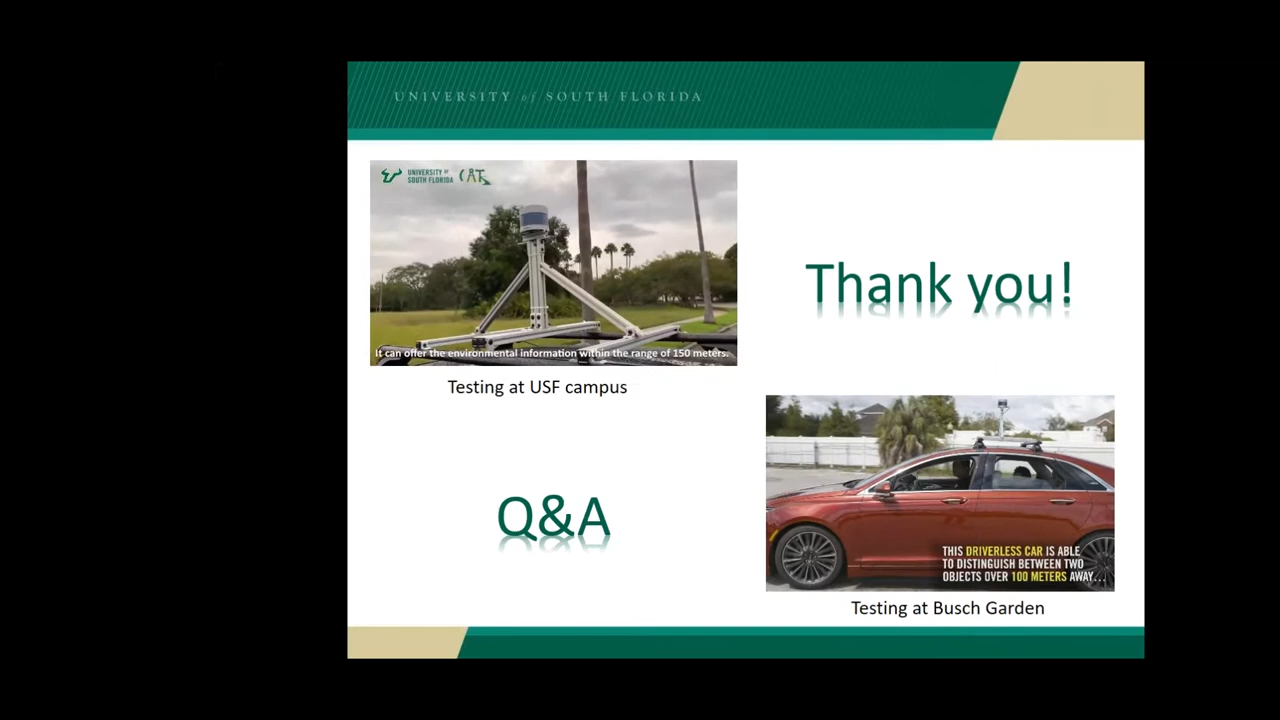 UNIVERSITY of SOUTH FLORIDA
UNIVERSITY OF
SOUTH FLORIDA
It can offer the environmental information within the range of 150 meters.
Testing at USF campus
Thank you!
Q&A
THIS DRIVERLESS CAR IS ABLE
TO DISTINGUISH BETWEEN TWO
OBJECTS OVER 100 METERS AWAY...
Testing at Busch Garden